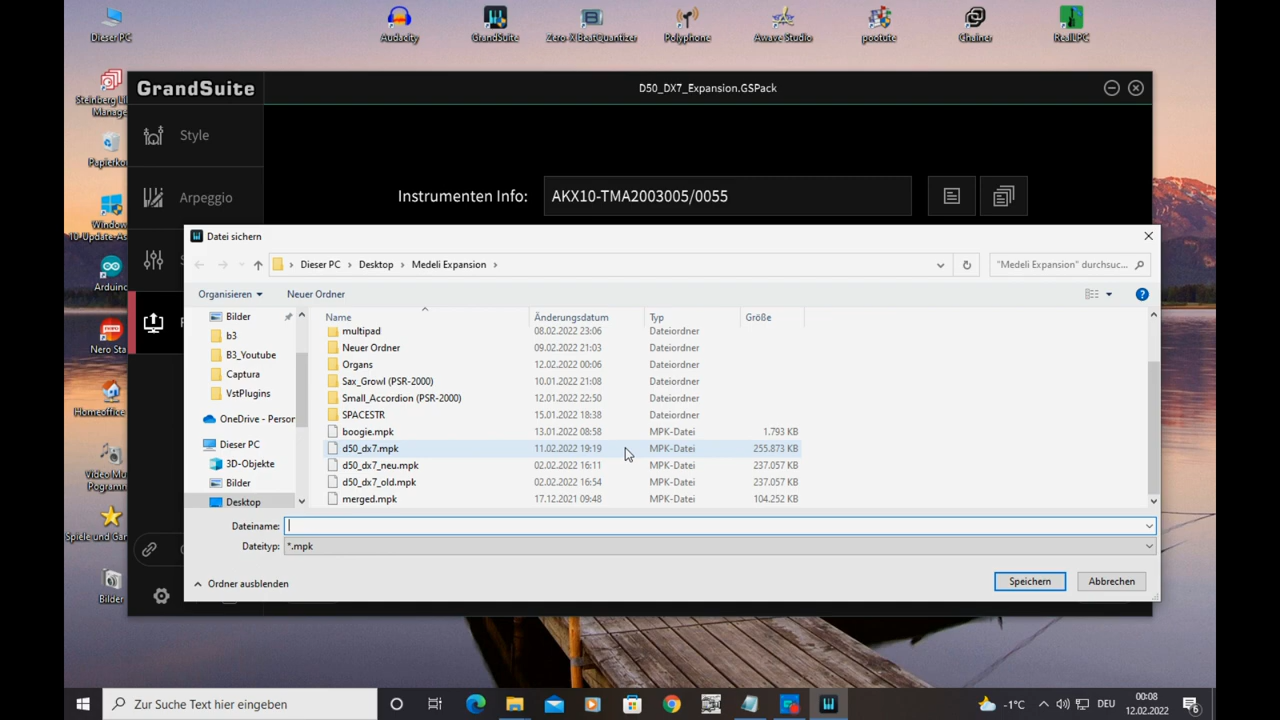 Dieser PC
Audacity
GrandSuite
Zero-X BeatQuantizer
Polyphone
Awave Studio
Chainer
RealLPC
Steinberg Li
Manage
GrandSuite
D50_DX7_Expansion.GSPack
Style
Papierko
Arpeggio
Instrumenten Info:
AKX10-TMA2003005/0055
Window
10-Update-As
Datei sichern
Dieser PC
Desktop
Medeli Expansion
"Medeli Expansion" durchsuc...
Arduino
Organisieren
Neuer Ordner
?
Bilder
b3
B3_Youtube
Captura
VstPlugins
OneDrive - Person
Dieser PC
3D-Objekte
Bilder
Desktop
Name Änderungsdatum Typ Größe
multipad 08.02.2022 23:06 Dateiordner
Neuer Ordner 09.02.2022 21:03 Dateiordner
Organs 12.02.2022 00:06 Dateiordner
Sax_Growl (PSR-2000) 10.01.2022 21:08 Dateiordner
Small_Accordion (PSR-2000) 12.01.2022 22:50 Dateiordner
SPACESTR 15.01.2022 18:38 Dateiordner
boogie.mpk 13.01.2022 08:58 MPK-Datei 1.793 KB
d50_dx7.mpk 11.02.2022 19:19 MPK-Datei 255.873 KB
d50_dx7_neu.mpk 02.02.2022 16:11 MPK-Datei 237.057 KB
d50_dx7_old.mpk 02.02.2022 16:54 MPK-Datei 237.057 KB
merged.mpk 17.12.2021 09:48 MPK-Datei 104.252 KB
Nero Sta
Homeoffice
Video Mu
Spiele und Ga
Bilder
Dateiname:
Dateityp: *.mpk
Ordner ausblenden
Speichern
Abbrechen
Zur Suche Text hier eingeben
-1°C
DEU
00:08
12.02.2022
6